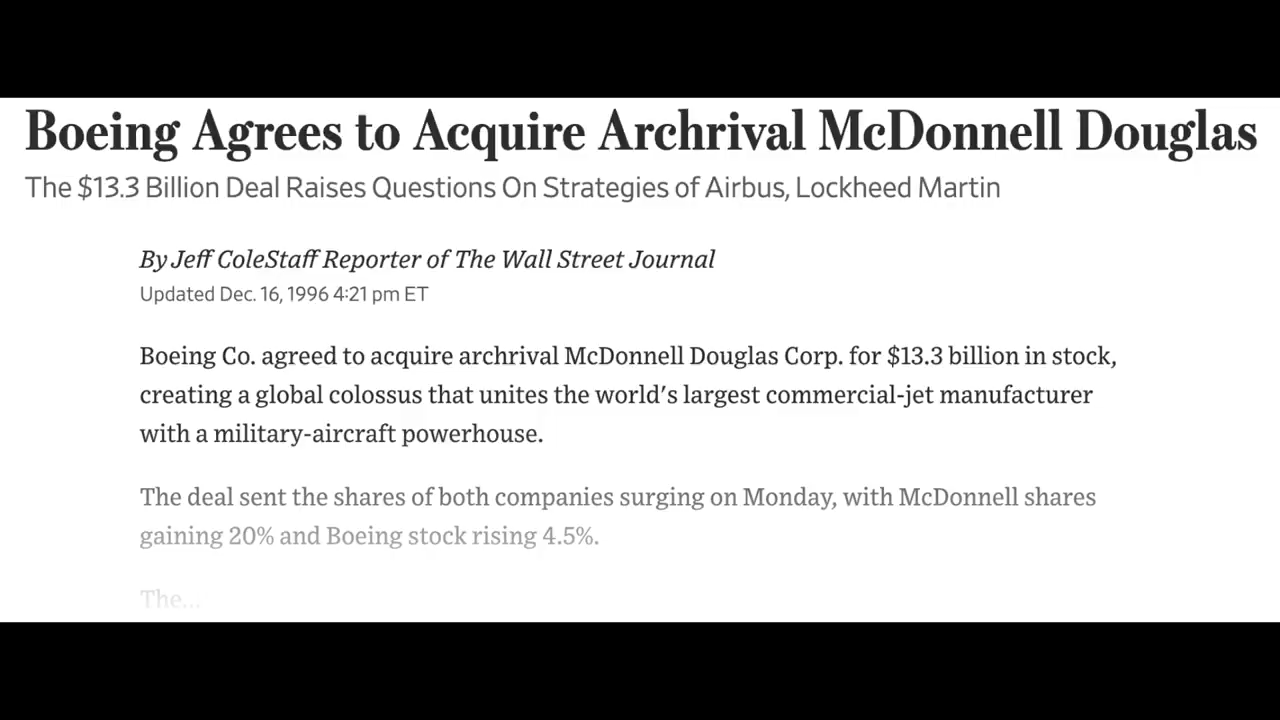 Boeing Agrees to Acquire Archrival McDonnell Douglas
The $13.3 Billion Deal Raises Questions On Strategies of Airbus, Lockheed Martin
By Jeff ColeStaff Reporter of The Wall Street Journal
Updated Dec. 16, 1996 4:21 pm ET
Boeing Co. agreed to acquire archrival McDonnell Douglas Corp. for $13.3 billion in stock,
creating a global colossus that unites the world's largest commercial-jet manufacturer
with a military-aircraft powerhouse.
The deal sent the shares of both companies surging on Monday, with McDonnell shares
gaining 20% and Boeing stock rising 4.5%.
The...